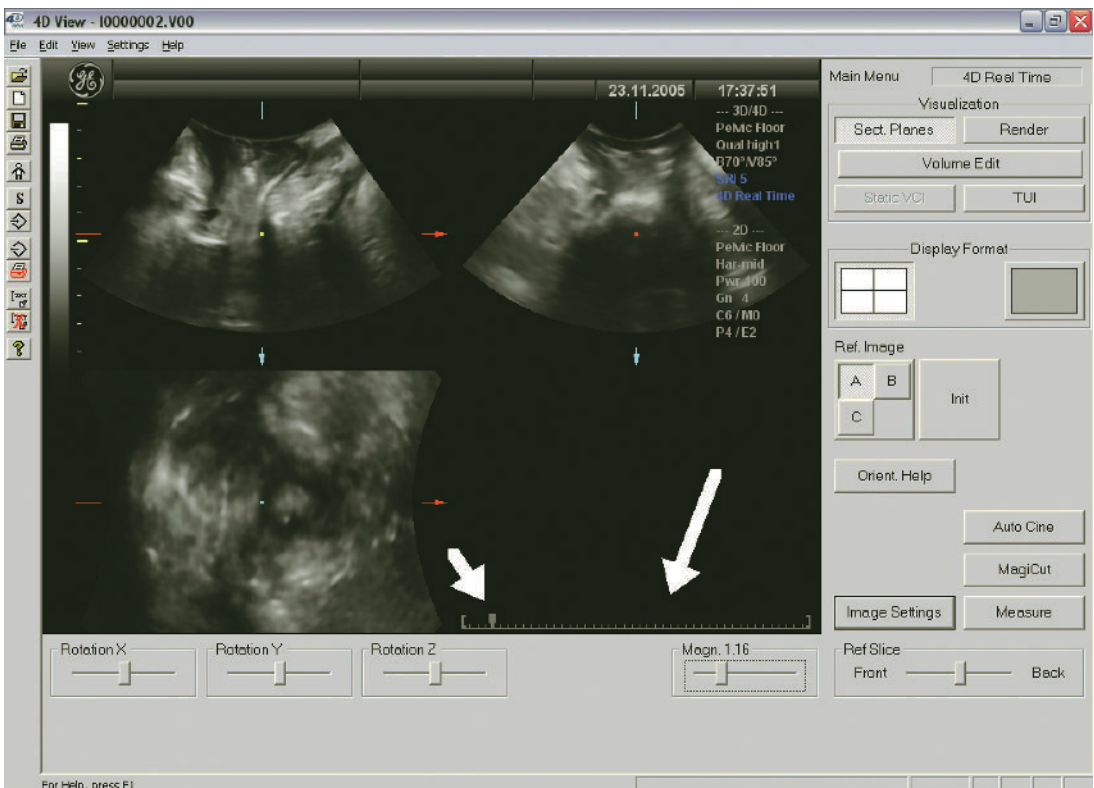 4D View - I0000002.V00
File Edit View Settings Help
GE
23.11.2005 17:37:51
--- 3D/4D ---
Pelvic Floor
Qual high1
B70°/V85°
SRI 5
4D Real Time
--- 2D ---
Pelvic Floor
Har-mid
Pwr 100
Gn 4
C6 / M0
P4 / E2
S
Main Menu 4D Real Time
Visualization
Sect. Planes Render
Volume Edit
Static VCI TUI
Display Format
Ref. Image
A B
C
Init
Orient. Help
Auto Cine
MagiCut
Image Settings Measure
Rotation X Rotation Y Rotation Z Magn. 1.16 Ref Slice
Front Back
For Help, press F1